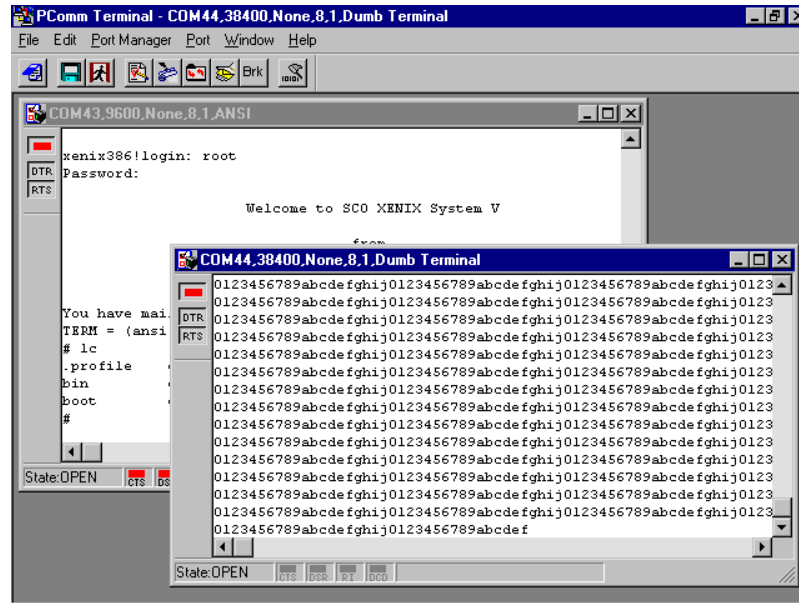 PComm Terminal - COM44,38400,None,8,1,Dumb Terminal
File Edit Port Manager Port Window Help
Brk
COM43,9600,None,8,1,ANSI
DTR
RTS
xenix386!login: root
Password:
Welcome to SCO XENIX System V
from
You have mai
TERM = (ansi
# lc
.profile
bin
boot
#
State:OPEN CTS DS
COM44,38400,None,8,1,Dumb Terminal
DTR
RTS
0123456789abcdefghij0123456789abcdefghij0123456789abcdefghij0123
0123456789abcdefghij0123456789abcdefghij0123456789abcdefghij0123
0123456789abcdefghij0123456789abcdefghij0123456789abcdefghij0123
0123456789abcdefghij0123456789abcdefghij0123456789abcdefghij0123
0123456789abcdefghij0123456789abcdefghij0123456789abcdefghij0123
0123456789abcdefghij0123456789abcdefghij0123456789abcdefghij0123
0123456789abcdefghij0123456789abcdefghij0123456789abcdefghij0123
0123456789abcdefghij0123456789abcdefghij0123456789abcdefghij0123
0123456789abcdefghij0123456789abcdefghij0123456789abcdefghij0123
0123456789abcdefghij0123456789abcdefghij0123456789abcdefghij0123
0123456789abcdefghij0123456789abcdefghij0123456789abcdefghij0123
0123456789abcdefghij0123456789abcdefghij0123456789abcdefghij0123
0123456789abcdefghij0123456789abcdefghij0123456789abcdefghij0123
0123456789abcdefghij0123456789abcdefghij0123456789abcdefghij0123
0123456789abcdefghij0123456789abcdef
State:OPEN CTS DSR RI DCD